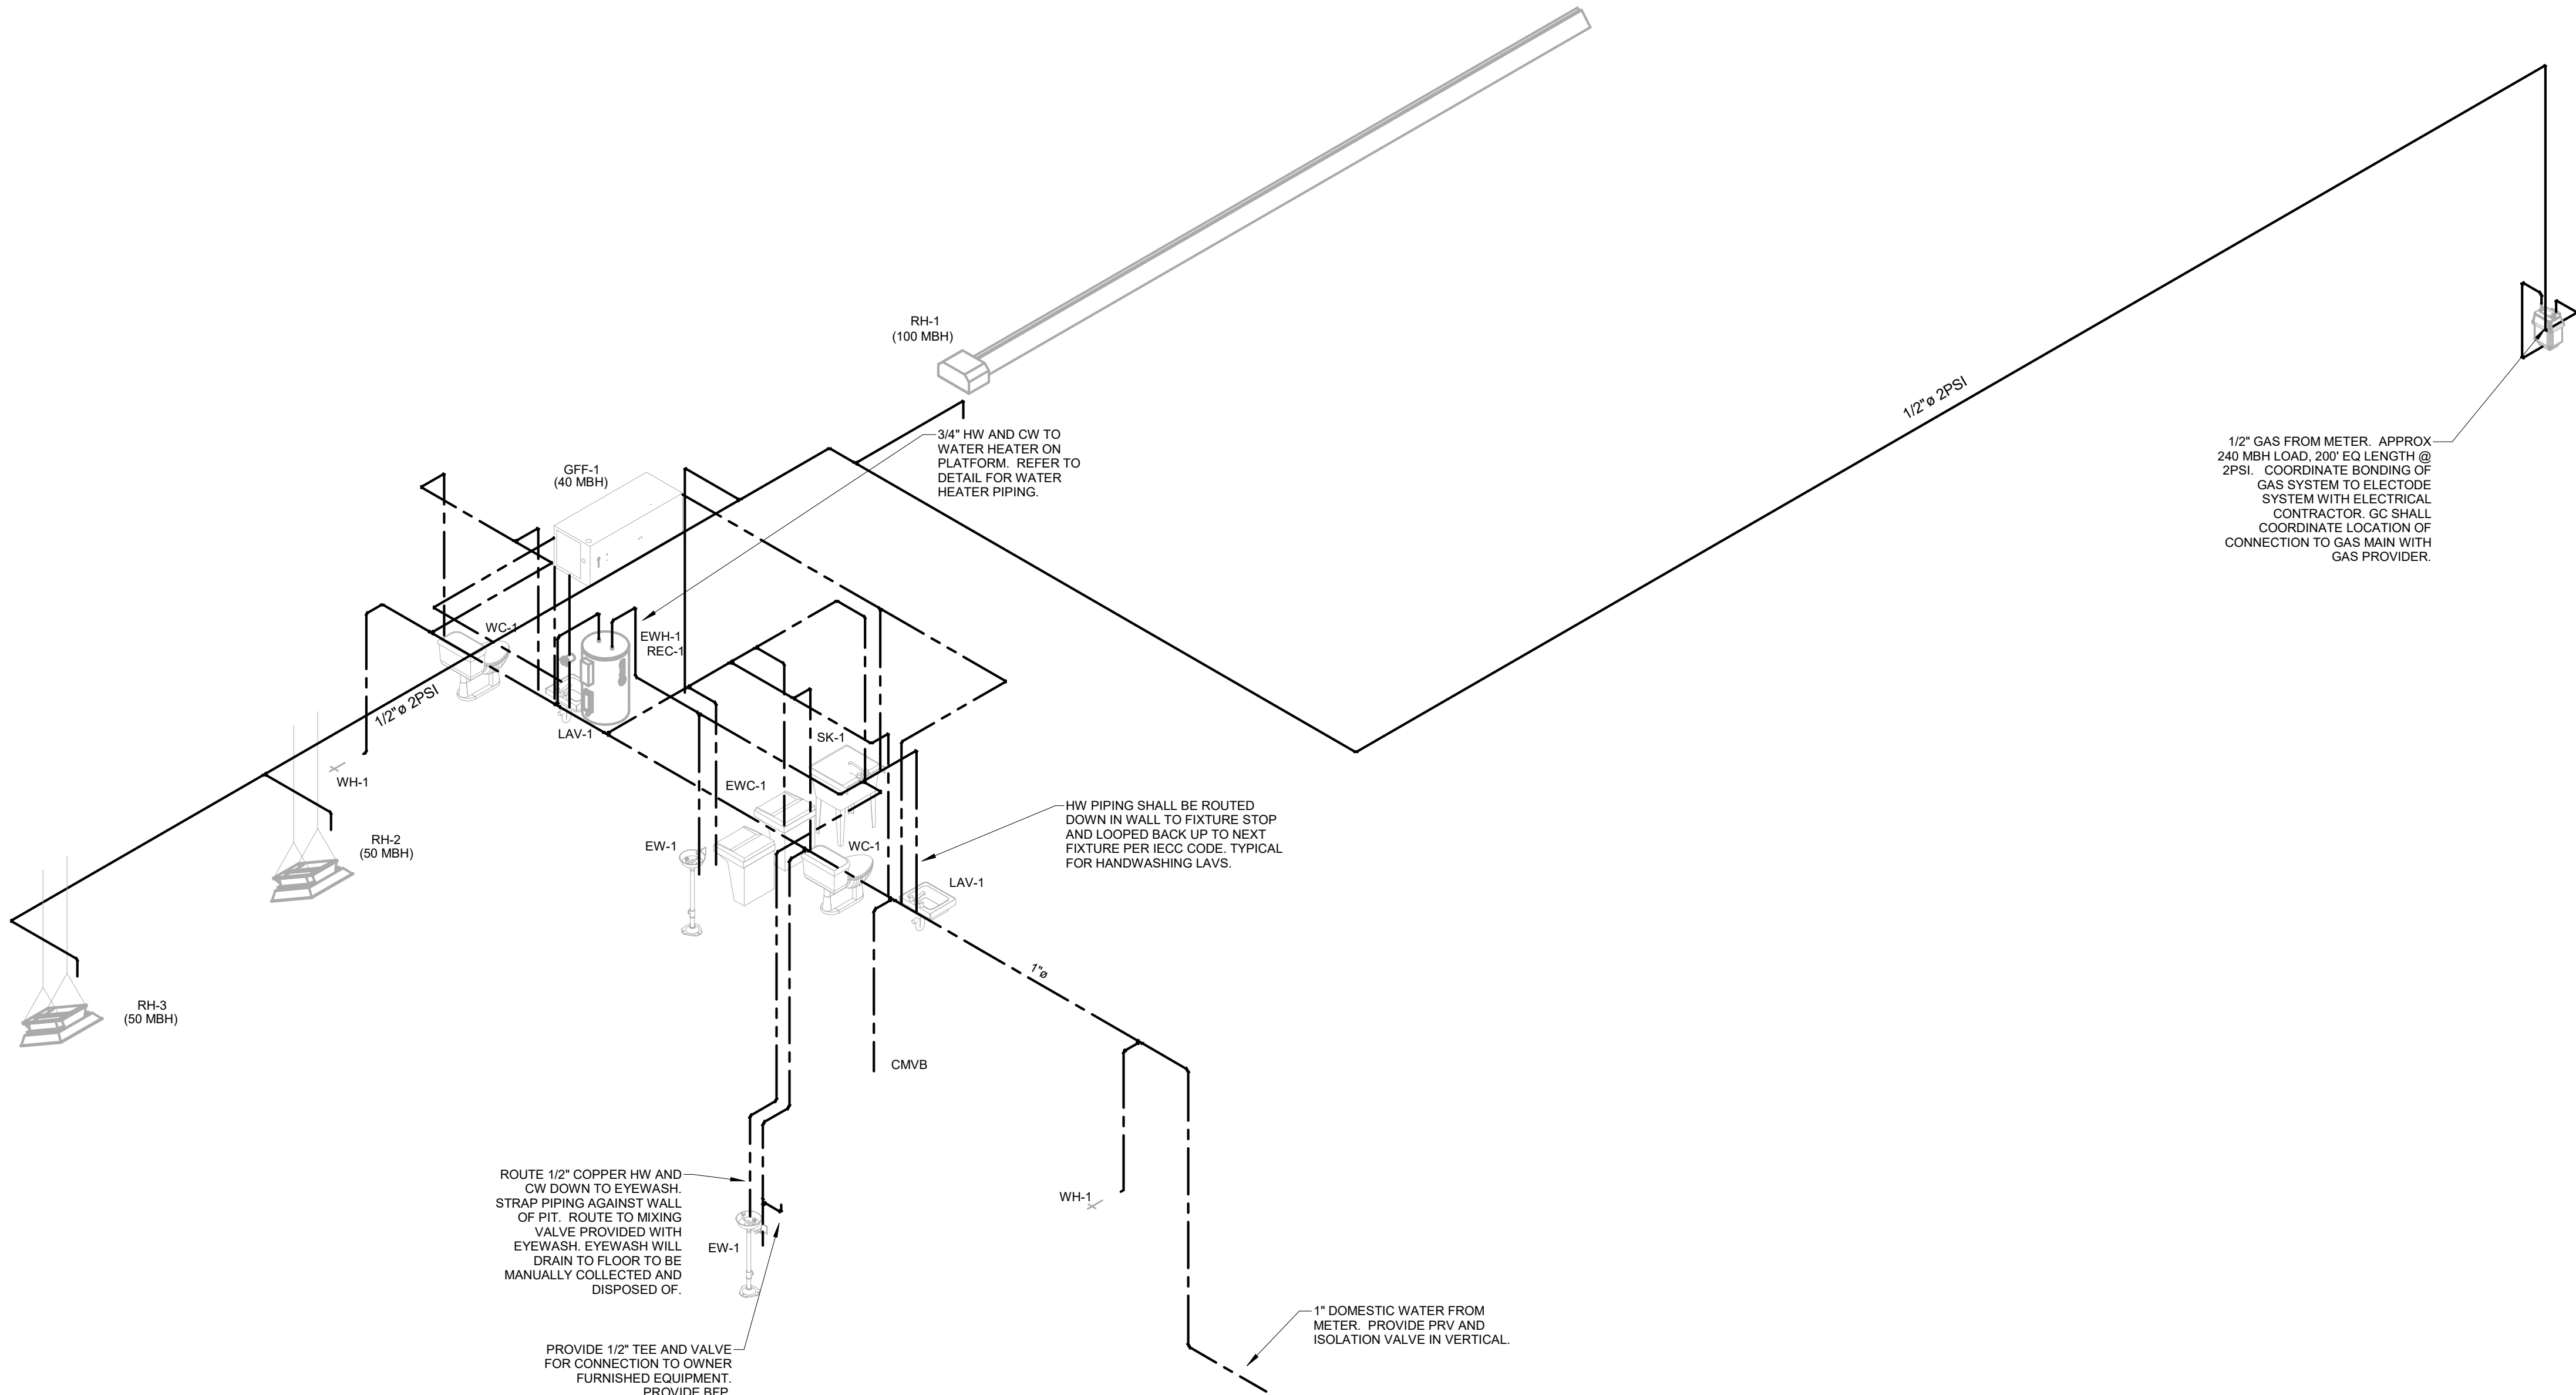 RH-1
(100 MBH)
1/2"ø 2PSI
3/4" HW AND CW TO
WATER HEATER ON
PLATFORM. REFER TO
DETAIL FOR WATER
HEATER PIPING.
1/2" GAS FROM METER. APPROX
240 MBH LOAD, 200' EQ LENGTH @
2PSI. COORDINATE BONDING OF
GAS SYSTEM TO ELECTODE
SYSTEM WITH ELECTRICAL
CONTRACTOR. GC SHALL
COORDINATE LOCATION OF
CONNECTION TO GAS MAIN WITH
GAS PROVIDER.
GFF-1
(40 MBH)
WC-1
EWH-1
REC-1
1/2"ø 2PSI
LAV-1
SK-1
WH-1
EWC-1
HW PIPING SHALL BE ROUTED
DOWN IN WALL TO FIXTURE STOP
AND LOOPED BACK UP TO NEXT
FIXTURE PER IECC CODE. TYPICAL
FOR HANDWASHING LAVS.
RH-2
(50 MBH)
EW-1
WC-1
LAV-1
1"ø
RH-3
(50 MBH)
CMVB
ROUTE 1/2" COPPER HW AND
CW DOWN TO EYEWASH.
STRAP PIPING AGAINST WALL
OF PIT. ROUTE TO MIXING
VALVE PROVIDED WITH
EYEWASH. EYEWASH WILL
DRAIN TO FLOOR TO BE
MANUALLY COLLECTED AND
DISPOSED OF.
WH-1
EW-1
1" DOMESTIC WATER FROM
METER. PROVIDE PRV AND
ISOLATION VALVE IN VERTICAL.
PROVIDE 1/2" TEE AND VALVE
FOR CONNECTION TO OWNER
FURNISHED EQUIPMENT.
PROVIDE BFP.